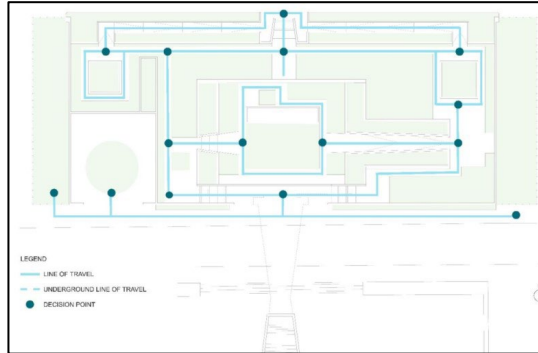 LEGEND
LINE OF TRAVEL
UNDERGROUND LINE OF TRAVEL
DECISION POINT